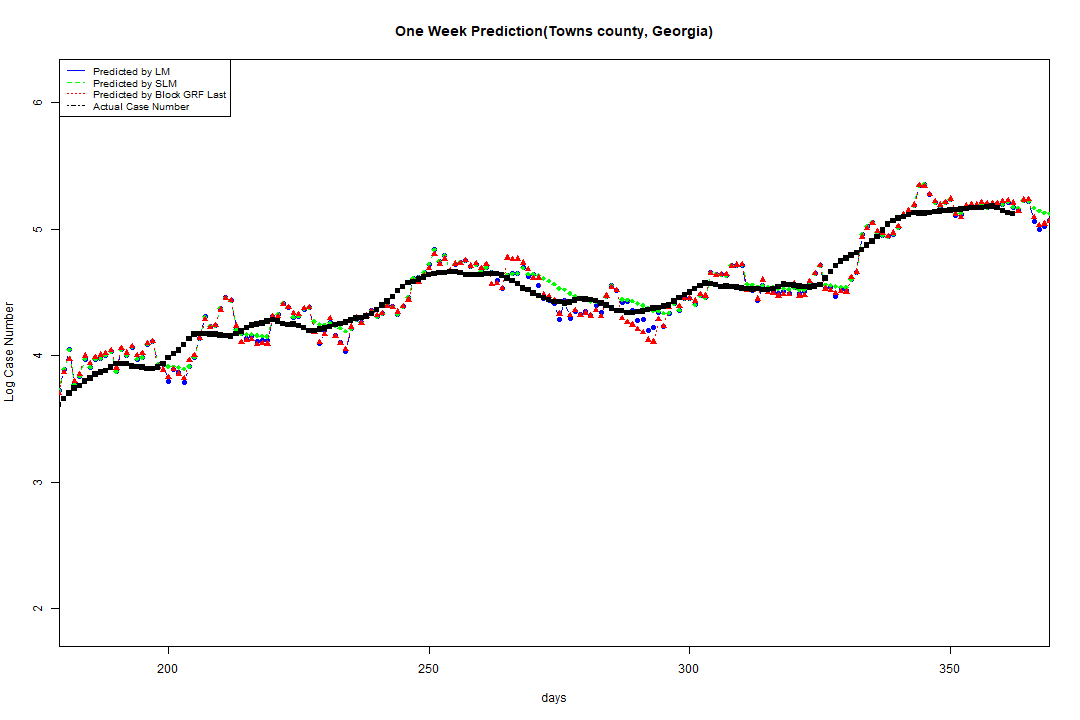 One Week Prediction(Towns county, Georgia)
Predicted by LM
Predicted by SLM
Predicted by Block GRF Last
Actual Case Number
6
5
4
3
2
Log Case Number
200
250
300
350
days